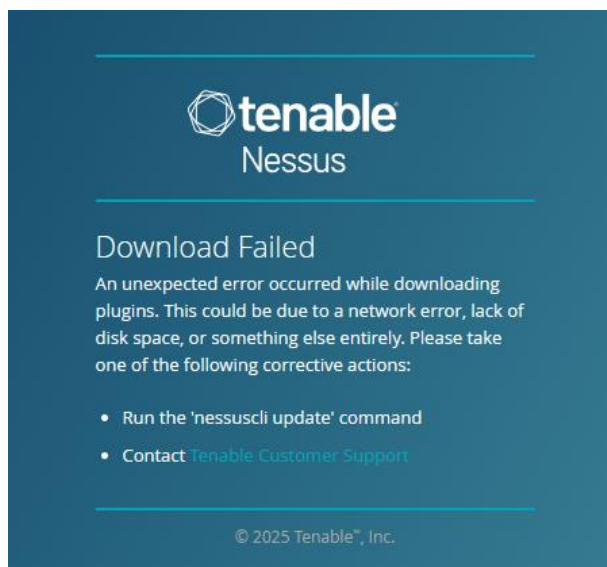 tenable®
Nessus
Download Failed
An unexpected error occurred while downloading
plugins. This could be due to a network error, lack of
disk space, or something else entirely. Please take
one of the following corrective actions:
• Run the 'nessuscli update' command
• Contact Tenable Customer Support
© 2025 Tenable™, Inc.